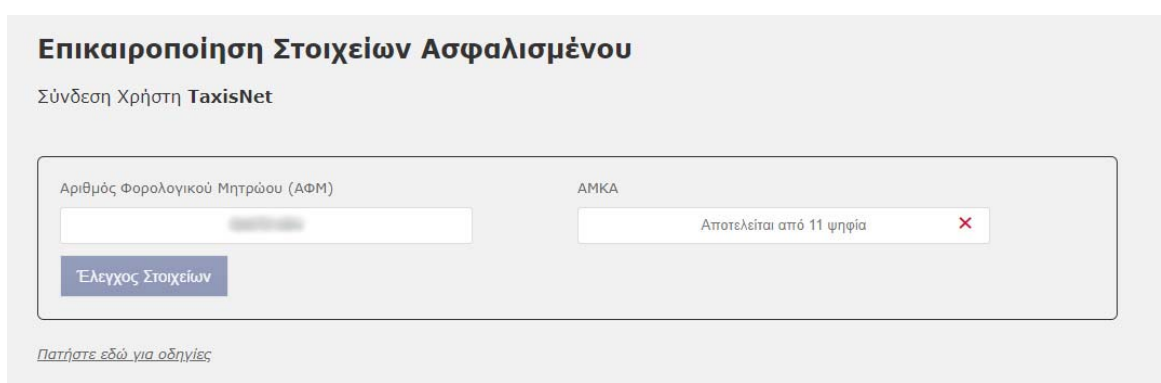 Επικαιροποίηση Στοιχείων Ασφαλισμένου
Σύνδεση Χρήστη TaxisNet
Αριθμός Φορολογικού Μητρώου (ΑΦΜ)
ΑΜΚΑ
Αποτελείται από 11 ψηφία
Έλεγχος Στοιχείων
Πατήστε εδώ για οδηγίες